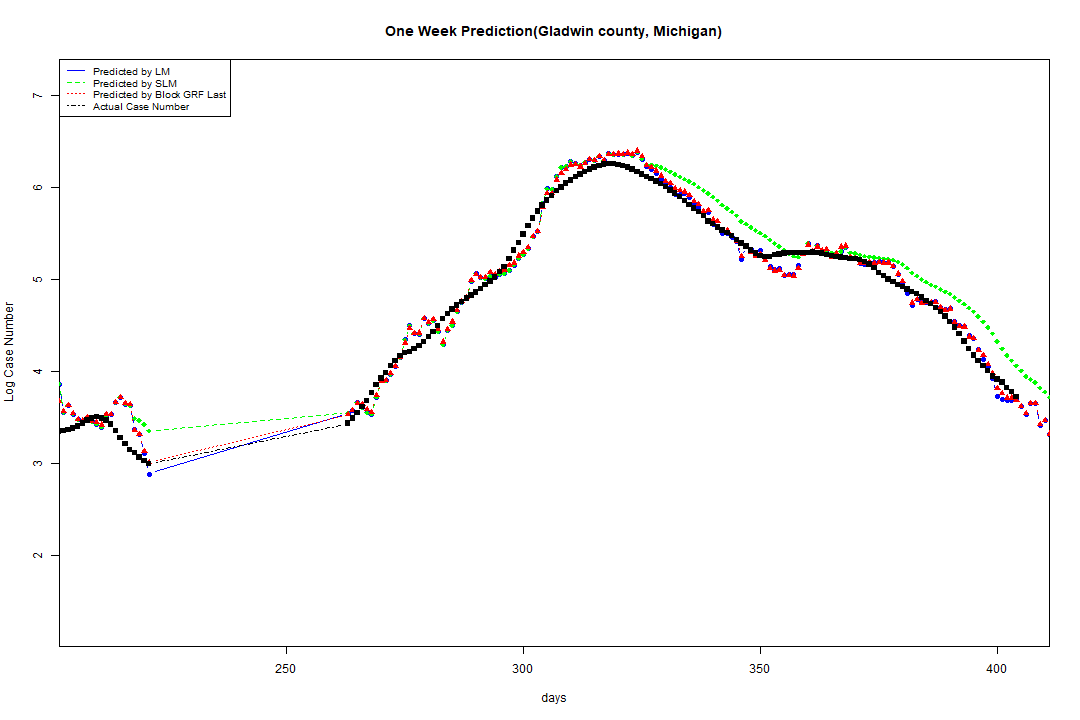 One Week Prediction(Gladwin county, Michigan)
Predicted by LM
Predicted by SLM
Predicted by Block GRF Last
Actual Case Number
7
6
5
4
3
2
Log Case Number
250
300
350
400
days